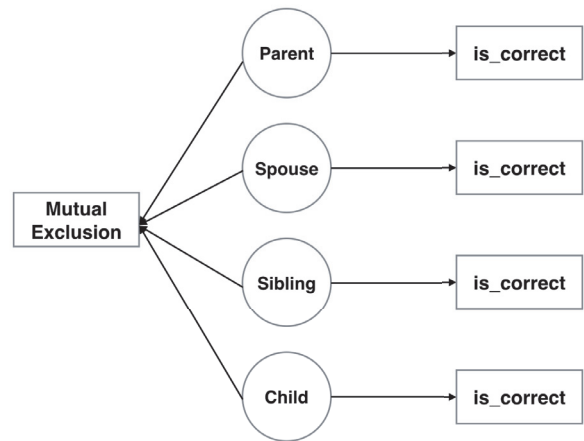 Parent
is_correct
Spouse
is_correct
Mutual
Exclusion
Sibling
is_correct
Child
is_correct